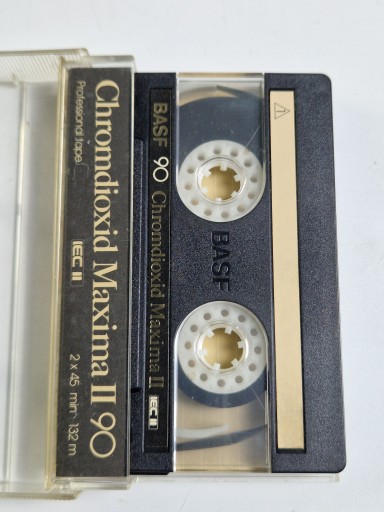 Chromdioxid Maxima II 90
Professional tape
IEC II
2 x 45 min 132 m
BASF 90 Chromdioxid Maxima II
IEC II
BASF